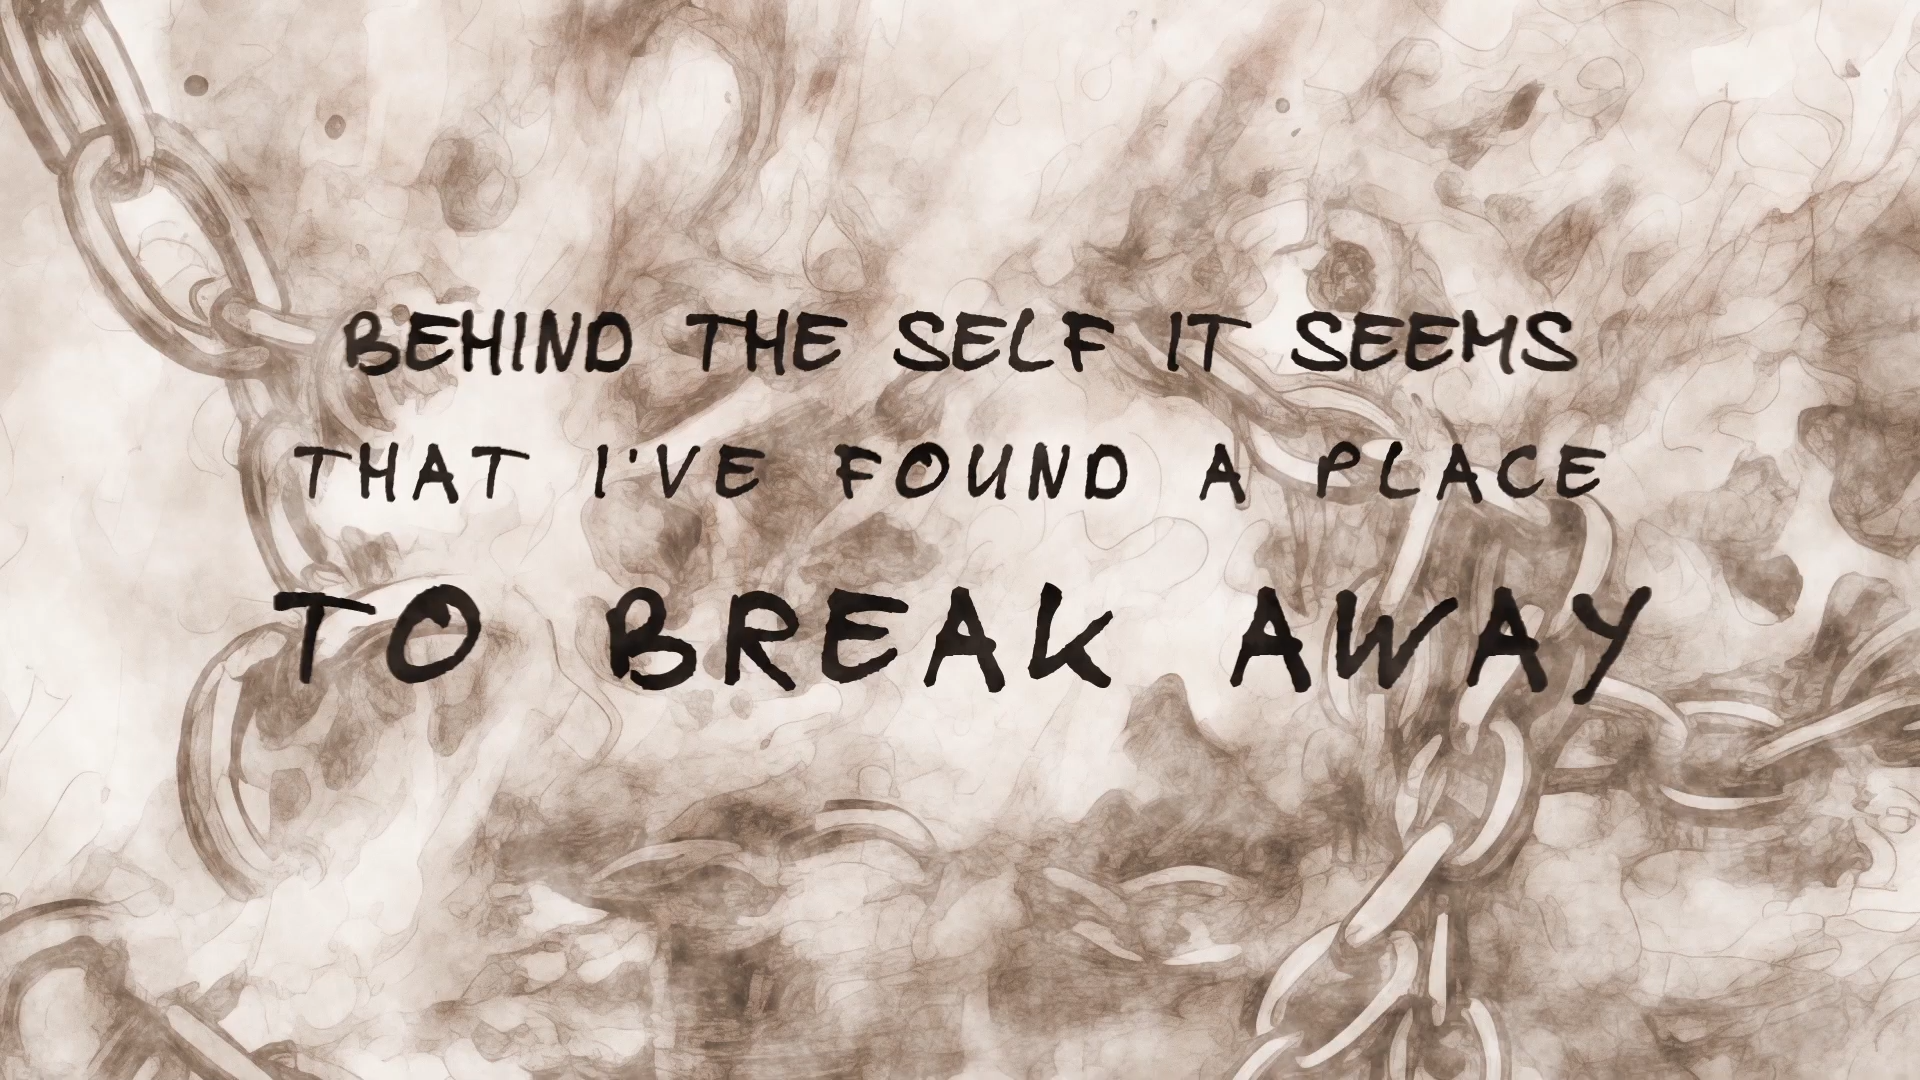 BEHIND THE SELF IT SEEMS
THAT I'VE FOUND A PLACE
TO BREAK AWAY